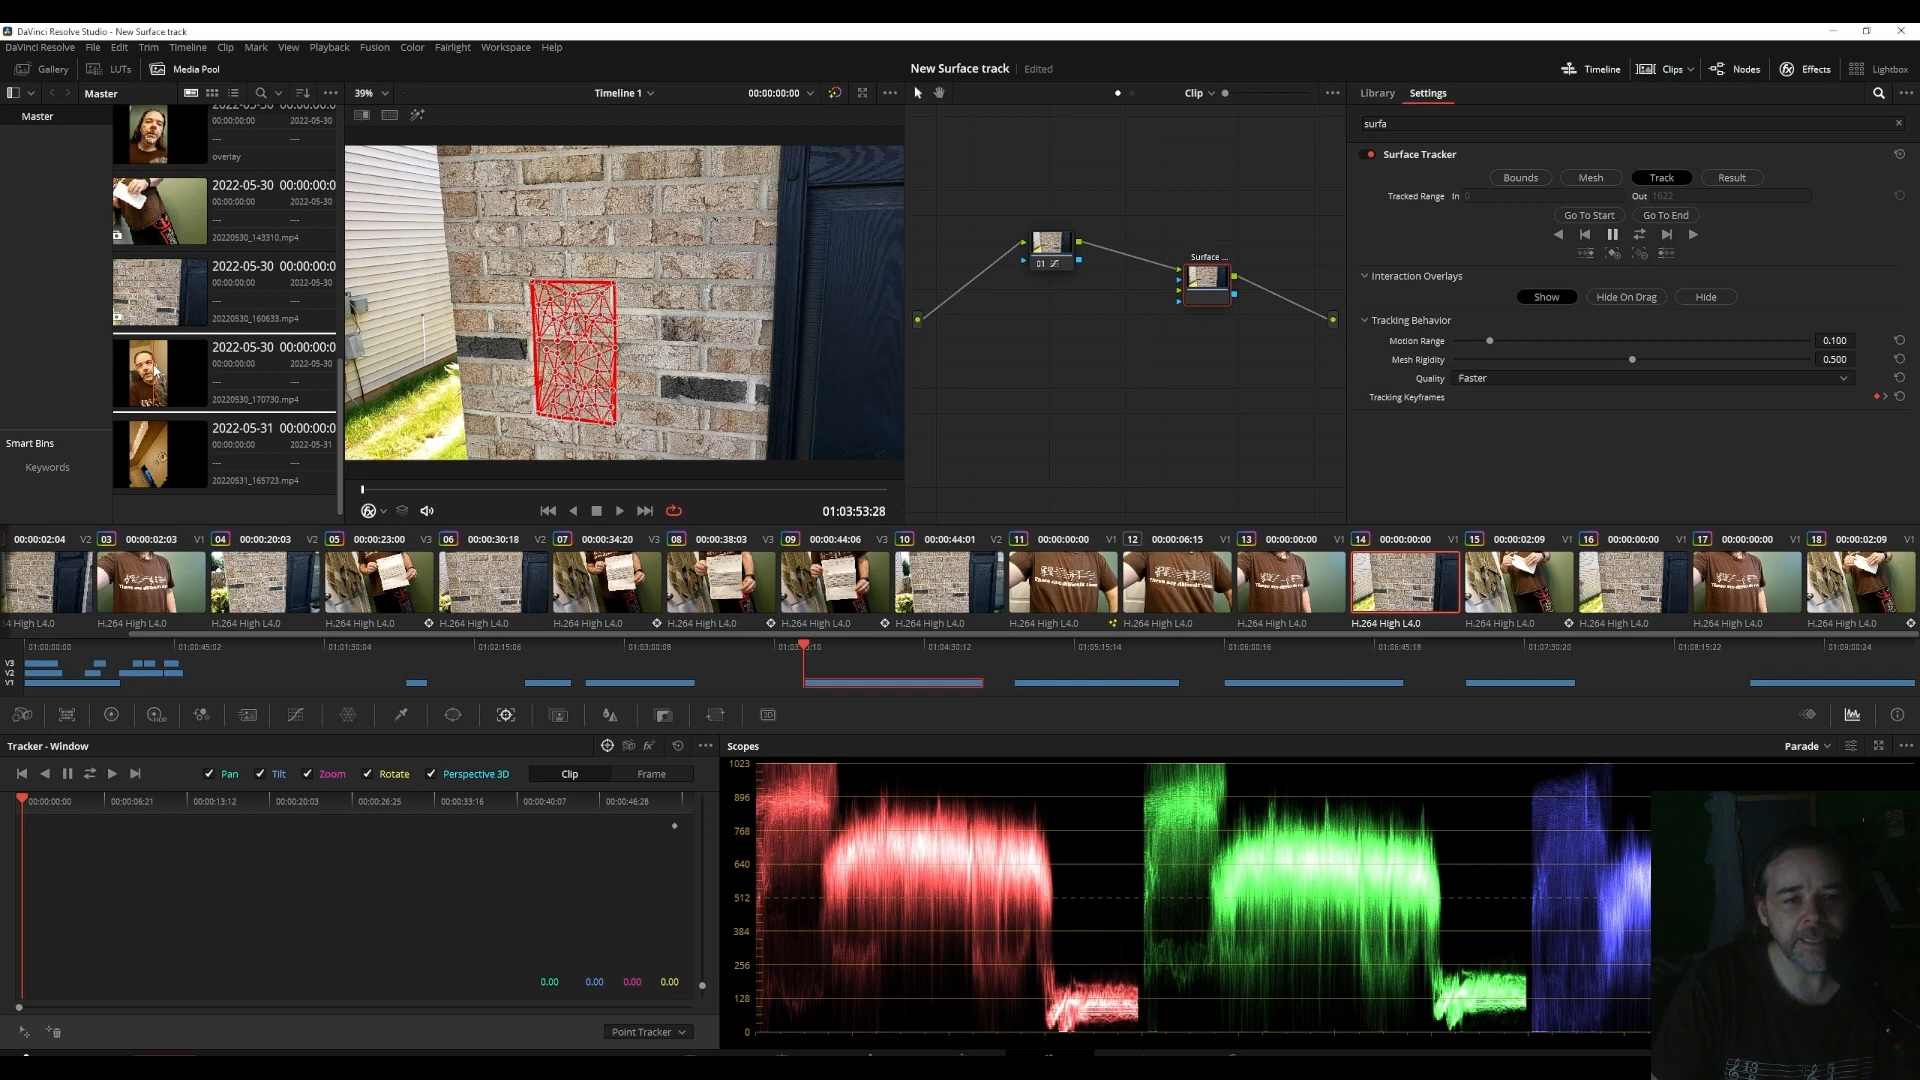 DaVinci Resolve Studio - New Surface track
DaVinci Resolve File Edit Trim Timeline Clip Mark View Playback Fusion Color Fairlight Workspace Help
Gallery LUTs Media Pool New Surface track Edited Timeline Clips Nodes Effects Lightbox
Master 39% Timeline 1 00:00:00:00 Clip Library Settings
Master
00:00:00:00 2022-05-30
--- ---
overlay
2022-05-30 00:00:00:0
00:00:00:00 2022-05-30
--- ---
20220530_143310.mp4
2022-05-30 00:00:00:0
00:00:00:00 2022-05-30
--- ---
20220530_160633.mp4
2022-05-30 00:00:00:0
00:00:00:00 2022-05-30
--- ---
20220530_170730.mp4
2022-05-31 00:00:00:0
00:00:00:00 2022-05-31
--- ---
20220531_165723.mp4
Smart Bins
Keywords
01:03:53:28
01
Surface ...
surfa
Surface Tracker
Bounds Mesh Track Result
Tracked Range In 0 Out 1622
Go To Start Go To End
Interaction Overlays
Show Hide On Drag Hide
Tracking Behavior
Motion Range 0.100
Mesh Rigidity 0.500
Quality Faster
Tracking Keyframes
00:00:02:04 V2 03 00:00:02:03 V1 04 00:00:20:03 V2 05 00:00:23:00 V3 06 00:00:30:18 V2 07 00:00:34:20 V3 08 00:00:38:03 V3 09 00:00:44:06 V3 10 00:00:44:01 V2 11 00:00:00:00 V1 12 00:00:06:15 V1 13 00:00:00:00 V1 14 00:00:00:00 V1 15 00:00:02:09 V1 16 00:00:00:00 V1 17 00:00:00:00 V1 18 00:00:02:09 V1
These are difficult times
64 High L4.0 H.264 High L4.0 H.264 High L4.0 H.264 High L4.0 H.264 High L4.0 H.264 High L4.0 H.264 High L4.0 H.264 High L4.0 H.264 High L4.0 H.264 High L4.0 H.264 High L4.0 H.264 High L4.0 H.264 High L4.0 H.264 High L4.0 H.264 High L4.0 H.264 High L4.0 H.264 High L4.0
01:00:00:00 01:00:45:02 01:01:30:04 01:02:15:06 01:03:00:08 01:04:30:12 01:05:15:14 01:06:00:16 01:06:45:18 01:07:30:20 01:08:15:22 01:09:00:24
V3
V2
V1
Tracker - Window Scopes Parade
Pan Tilt Zoom Rotate Perspective 3D Clip Frame
00:00:00:00 00:00:06:21 00:00:13:12 00:00:20:03 00:00:26:25 00:00:33:16 00:00:40:07 00:00:46:28
0.00 0.00 0.00 0.00
Point Tracker
1023
896
768
640
512
384
256
128
0